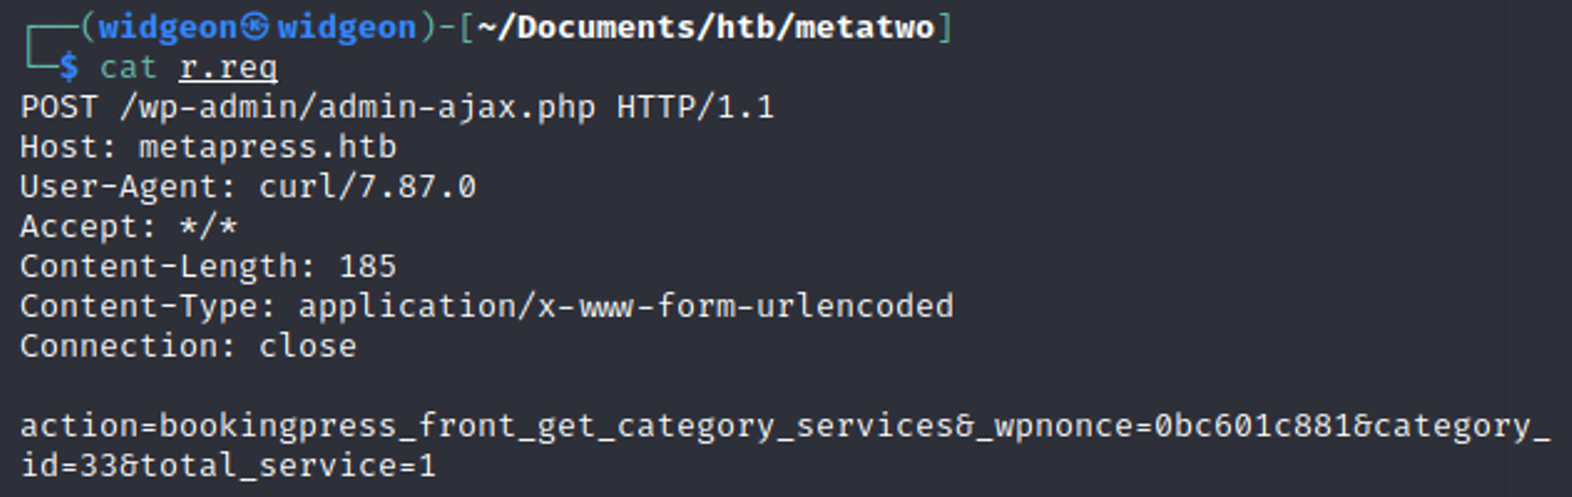 ┌──(widgeon㉿widgeon)-[~/Documents/htb/metatwo]
└─$ cat r.req
POST /wp-admin/admin-ajax.php HTTP/1.1
Host: metapress.htb
User-Agent: curl/7.87.0
Accept: */*
Content-Length: 185
Content-Type: application/x-www-form-urlencoded
Connection: close

action=bookingpress_front_get_category_services&_wpnonce=0bc601c881&category_
id=33&total_service=1